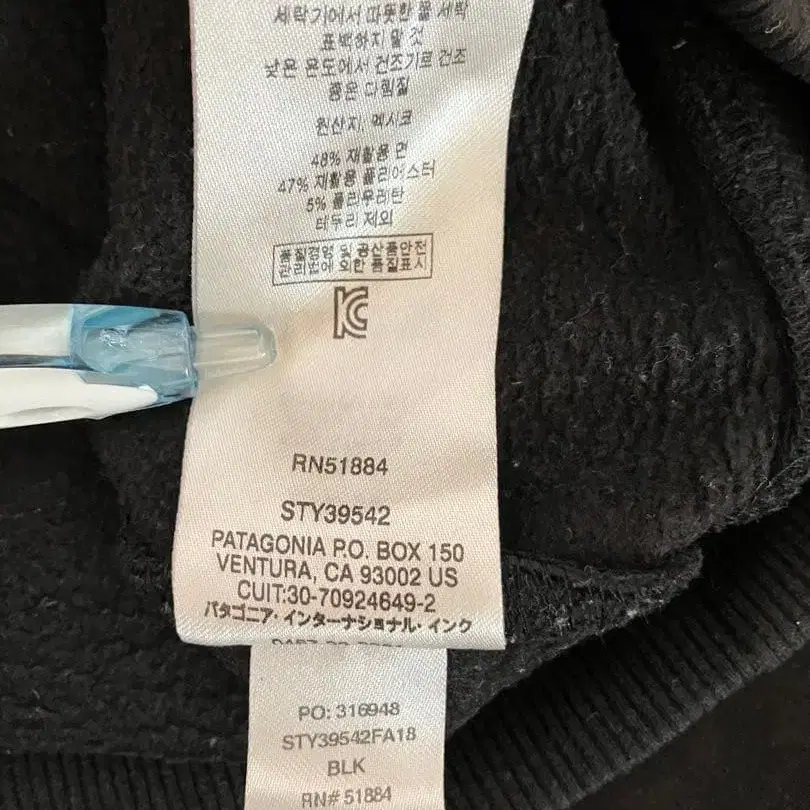 세탁기에서 따뜻한 물 세탁
표백하지 말 것
낮은 온도에서 건조기로 건조
중온 다림질
원산지: 멕시코
48% 재활용 면
47% 재활용 폴리에스터
5% 폴리우레탄
테두리 제외
품질경영 및 공산품안전
관리법에 의한 품질표시
RN51884
STY39542
PATAGONIA P.O. BOX 150
VENTURA, CA 93002 US
CUIT:30-70924649-2
パタゴニア・インターナショナル・インク
PO: 316948
STY39542FA18
BLK
RN# 51884